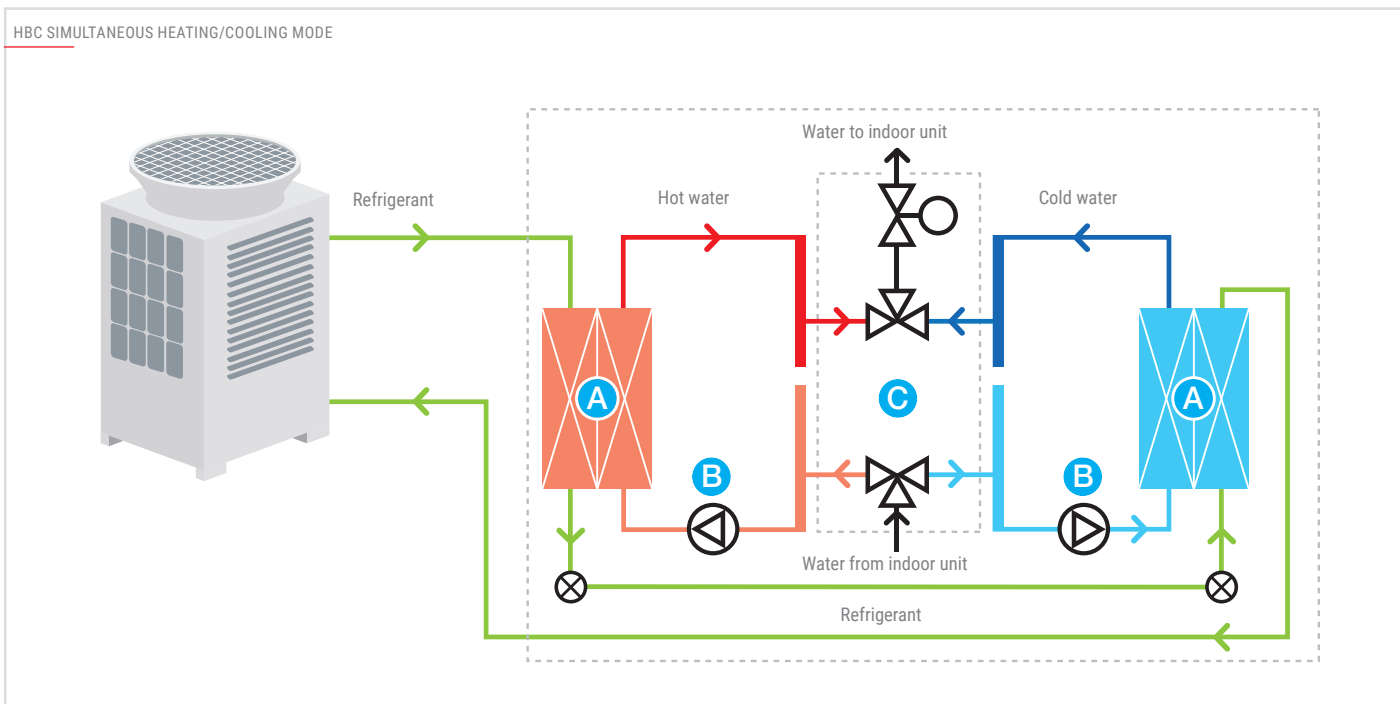 HBC SIMULTANEOUS HEATING/COOLING MODE
Water to indoor unit
Refrigerant
Hot water
Cold water
A
C
A
B
B
Water from indoor unit
Refrigerant